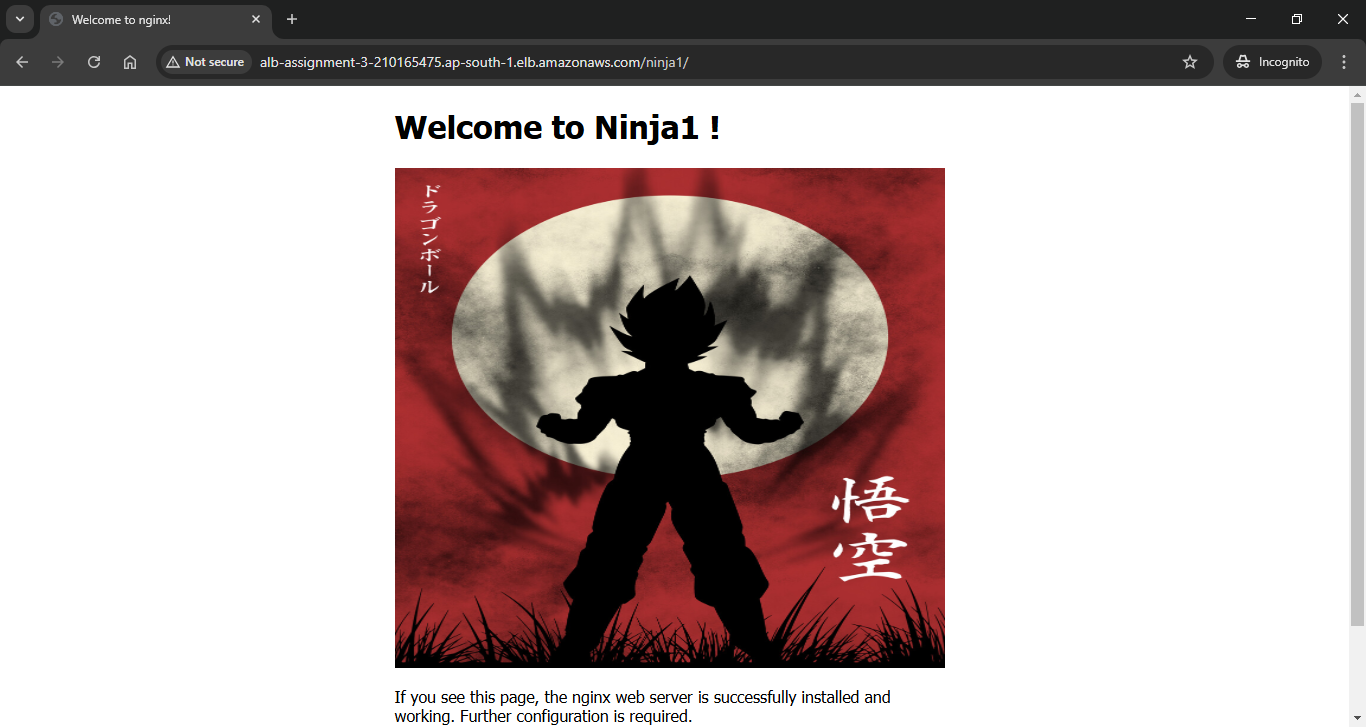 Welcome to nginx!
Not secure
alb-assignment-3-210165475.ap-south-1.elb.amazonaws.com/ninja1/
Incognito
Welcome to Ninja1 !
ドラゴンボール
悟空
If you see this page, the nginx web server is successfully installed and
working. Further configuration is required.